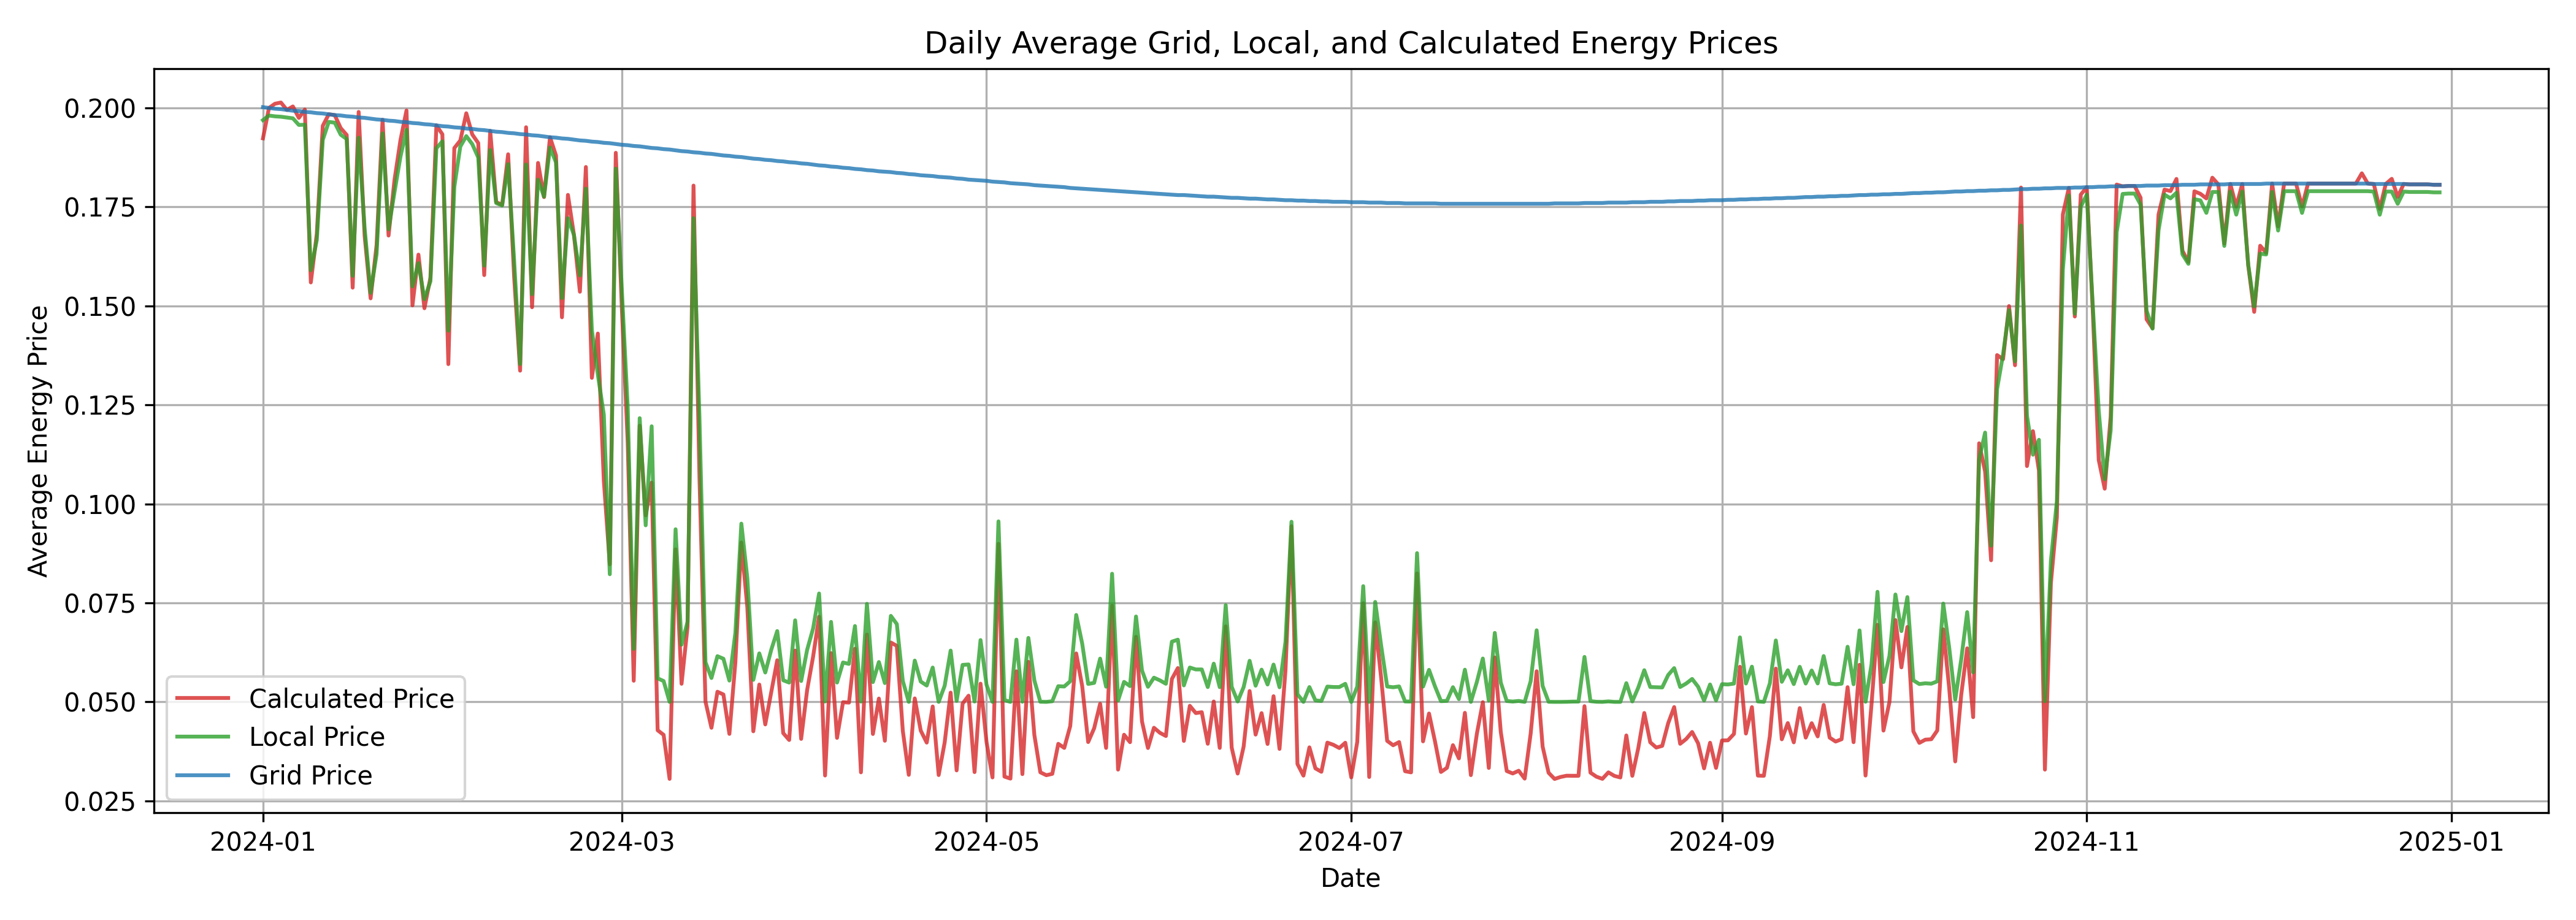 Daily Average Grid, Local, and Calculated Energy Prices
Average Energy Price
0.200
0.175
0.150
0.125
0.100
0.075
0.050
0.025
Calculated Price
Local Price
Grid Price
2024-01
2024-03
2024-05
2024-07
2024-09
2024-11
2025-01
Date